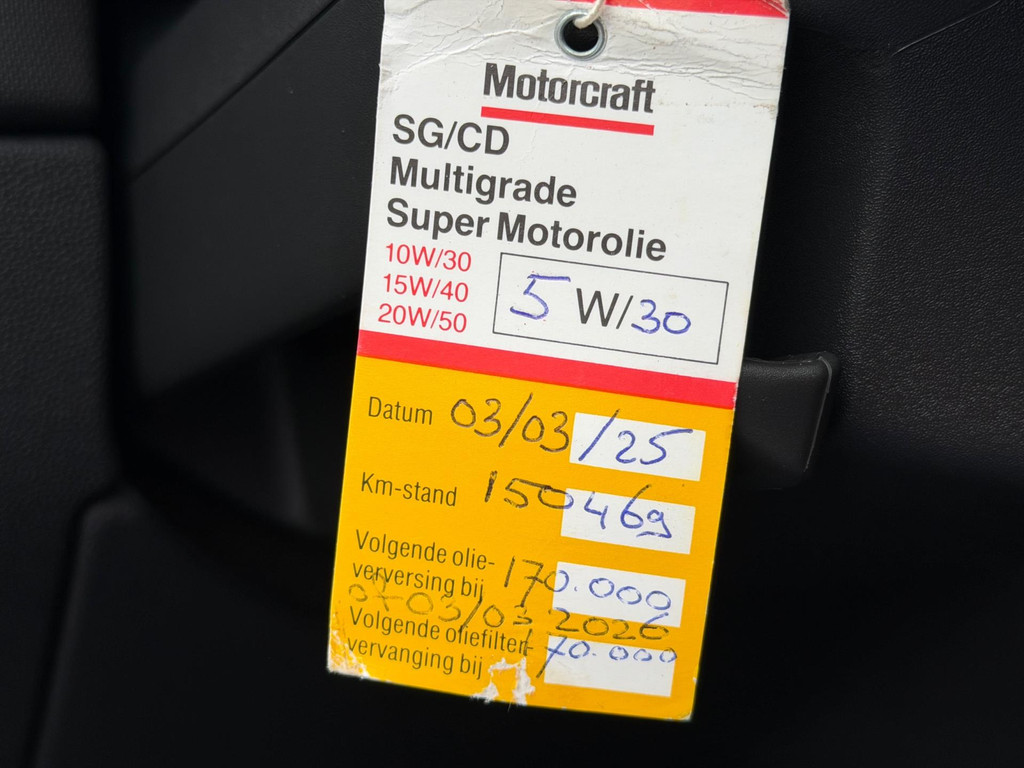 Motorcraft
SG/CD
Multigrade
Super Motorolie
10W/30
15W/40
20W/50
5 W/30
Datum 03/03/25
Km-stand 150469
Volgende olie-
verversing bij 170.000
of 03/03 2026
Volgende oliefilter-
vervanging bij 170.000